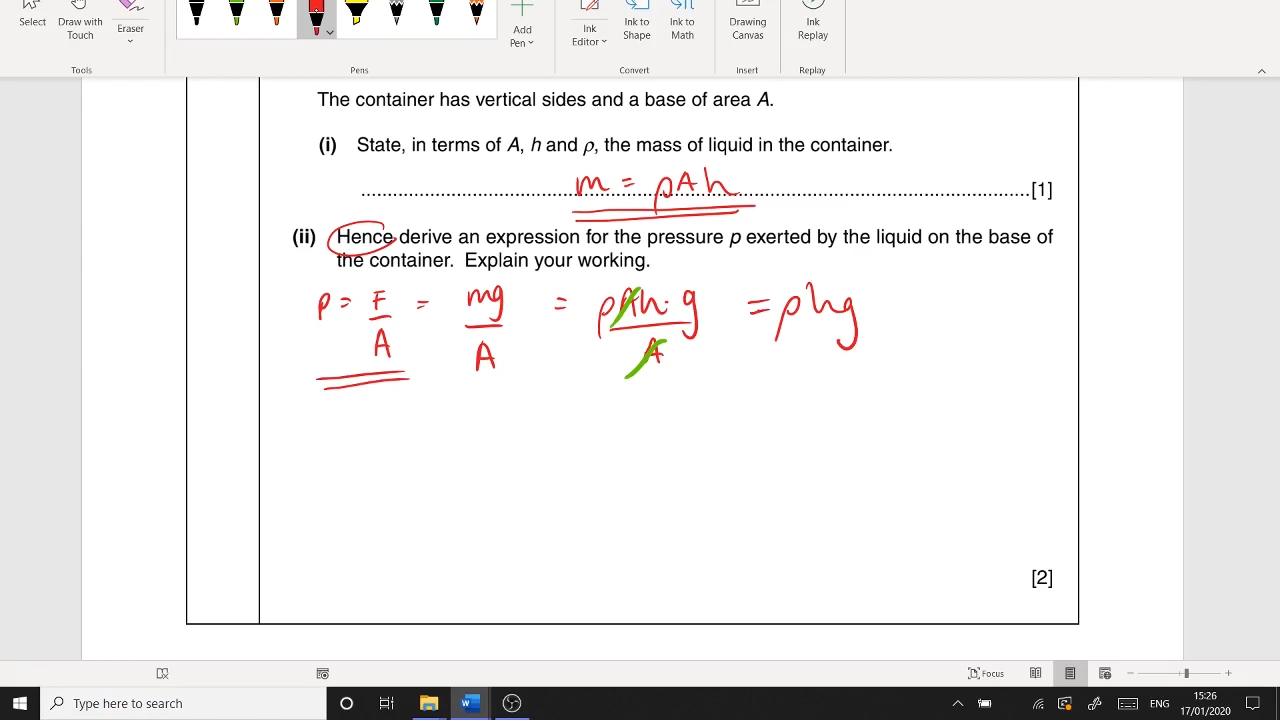 Select
Draw with Touch
Eraser
Add Pen
Ink Editor
Ink to Shape
Ink to Math
Drawing Canvas
Ink Replay
Tools
Pens
Convert
Insert
Replay
The container has vertical sides and a base of area A.
(i) State, in terms of A, h and ρ, the mass of liquid in the container.
m = ρAh [1]
(ii) Hence derive an expression for the pressure p exerted by the liquid on the base of
the container. Explain your working.
p = F/A = mg/A = ρAh·g/A = ρhg
[2]
Focus
Type here to search
ENG
15:26
17/01/2020